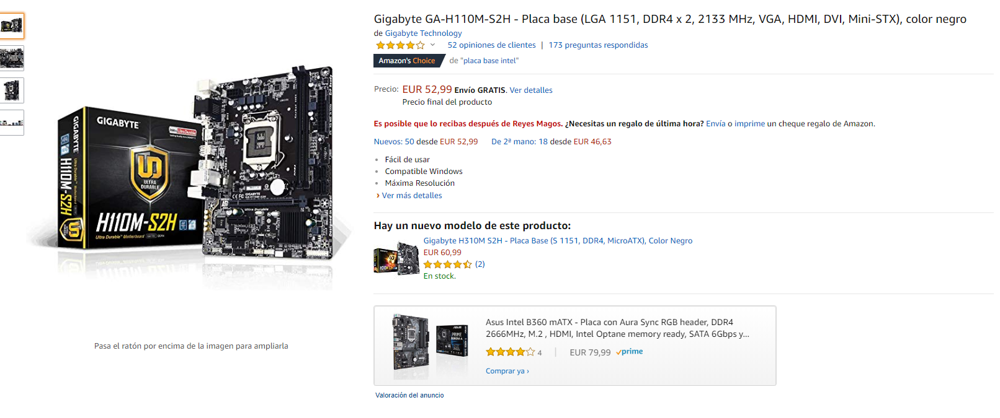 Gigabyte GA-H110M-S2H - Placa base (LGA 1151, DDR4 x 2, 2133 MHz, VGA, HDMI, DVI, Mini-STX), color negro
de Gigabyte Technology
52 opiniones de clientes | 173 preguntas respondidas
Amazon's Choice de "placa base intel"
Precio: EUR 52,99 Envío GRATIS. Ver detalles
Precio final del producto
Es posible que lo recibas después de Reyes Magos. ¿Necesitas un regalo de última hora? Envía o imprime un cheque regalo de Amazon.
Nuevos: 50 desde EUR 52,99 De 2ª mano: 18 desde EUR 46,63
Fácil de usar
Compatible Windows
Máxima Resolución
› Ver más detalles
Hay un nuevo modelo de este producto:
Gigabyte H310M S2H - Placa Base (S 1151, DDR4, MicroATX), Color Negro
EUR 60,99
(2)
En stock.
Asus Intel B360 mATX - Placa con Aura Sync RGB header, DDR4
2666MHz, M.2 , HDMI, Intel Optane memory ready, SATA 6Gbps y...
4 | EUR 79,99 prime
Comprar ya ›
Valoración del anuncio
GIGABYTE
GIGABYTE
H110M-S2H
ULTRA
DURABLE
H110M-S2H
Ultra Durable™ Motherboard
GIGABYTE
Ultra Durable
Pasa el ratón por encima de la imagen para ampliarla